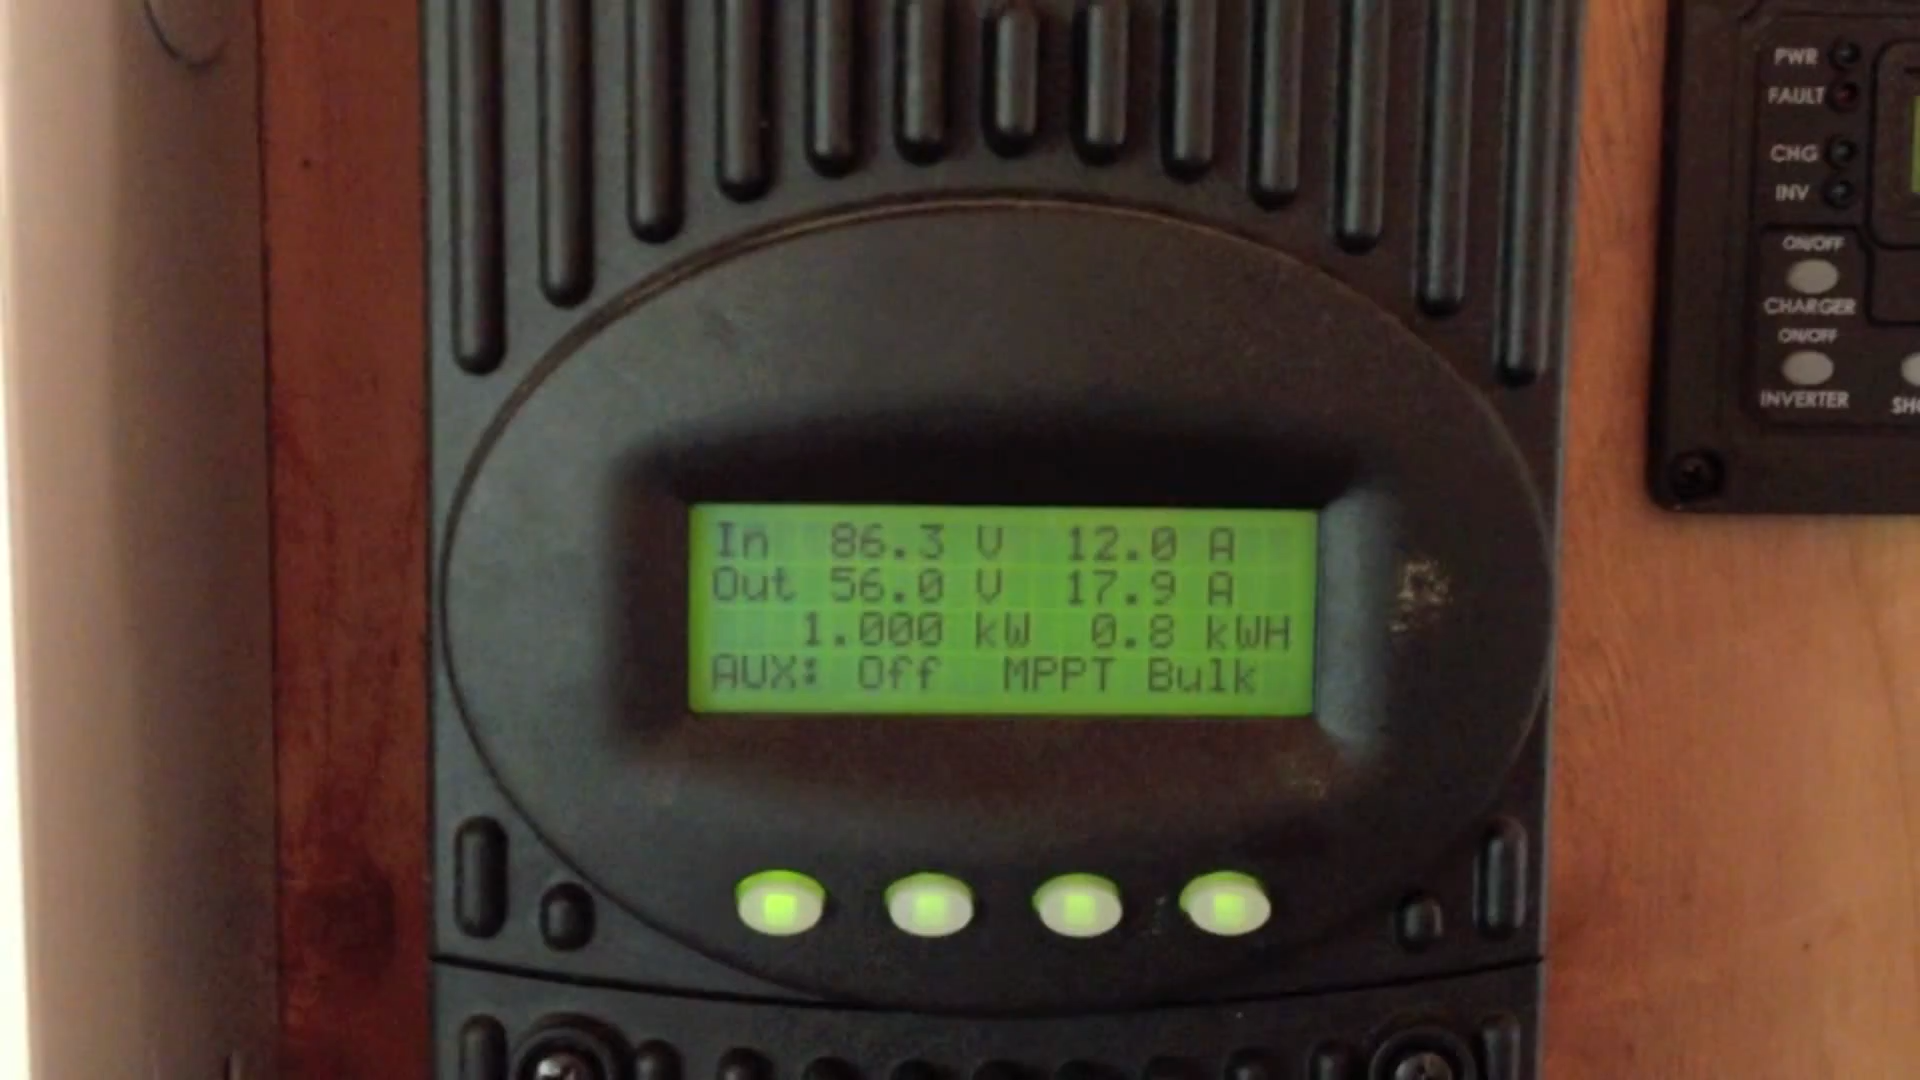 In 86.3 V 12.0 A
Out 56.0 V 17.9 A
1.000 kW 0.8 kWH
AUX: Off MPPT Bulk
PWR
FAULT
CHG
INV
ON/OFF
CHARGER
ON/OFF
INVERTER